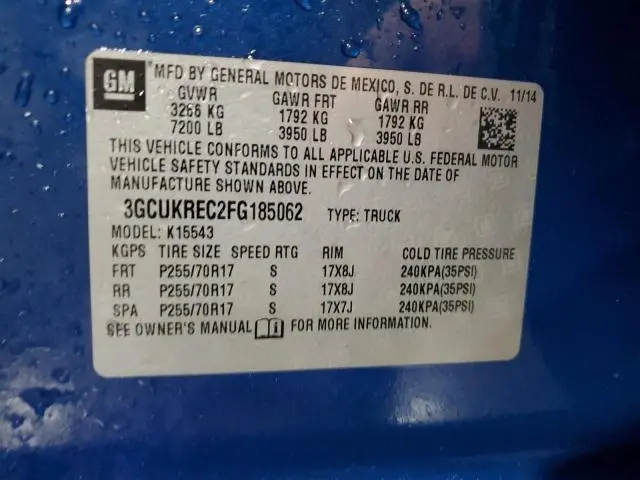 GM
MFD BY GENERAL MOTORS DE MEXICO, S. DE R.L. DE C.V. 11/14
GVWR GAWR FRT GAWR RR
3266 KG 1792 KG 1792 KG
7200 LB 3950 LB 3950 LB
THIS VEHICLE CONFORMS TO ALL APPLICABLE U.S. FEDERAL MOTOR
VEHICLE SAFETY STANDARDS IN EFFECT ON THE DATE OF
MANUFACTURE SHOWN ABOVE.
3GCUKREC2FG185062 TYPE: TRUCK
MODEL: K15543
KGPS TIRE SIZE SPEED RTG RIM COLD TIRE PRESSURE
FRT P255/70R17 S 17X8J 240KPA(35PSI)
RR P255/70R17 S 17X8J 240KPA(35PSI)
SPA P255/70R17 S 17X7J 240KPA(35PSI)
SEE OWNER'S MANUAL FOR MORE INFORMATION.